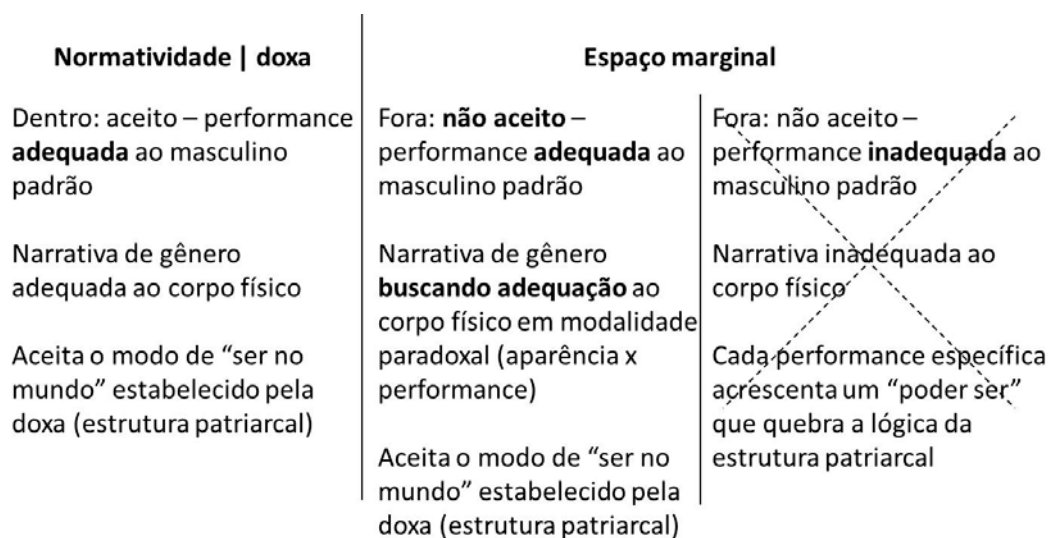 Normatividade | doxa
Dentro: aceito – performance
adequada ao masculino
padrão
Narrativa de gênero
adequada ao corpo físico
Aceita o modo de “ser no
mundo” estabelecido pela
doxa (estrutura patriarcal)
Espaço marginal
Fora: não aceito –
performance adequada ao
masculino padrão
Narrativa de gênero
buscando adequação ao
corpo físico em modalidade
paradoxal (aparência x
performance)
Aceita o modo de “ser no
mundo” estabelecido pela
doxa (estrutura patriarcal)
Fora: não aceito –
performance inadequada ao
masculino padrão
Narrativa inadequada ao
corpo físico
Cada performance específica
acrescenta um “poder ser”
que quebra a lógica da
estrutura patriarcal